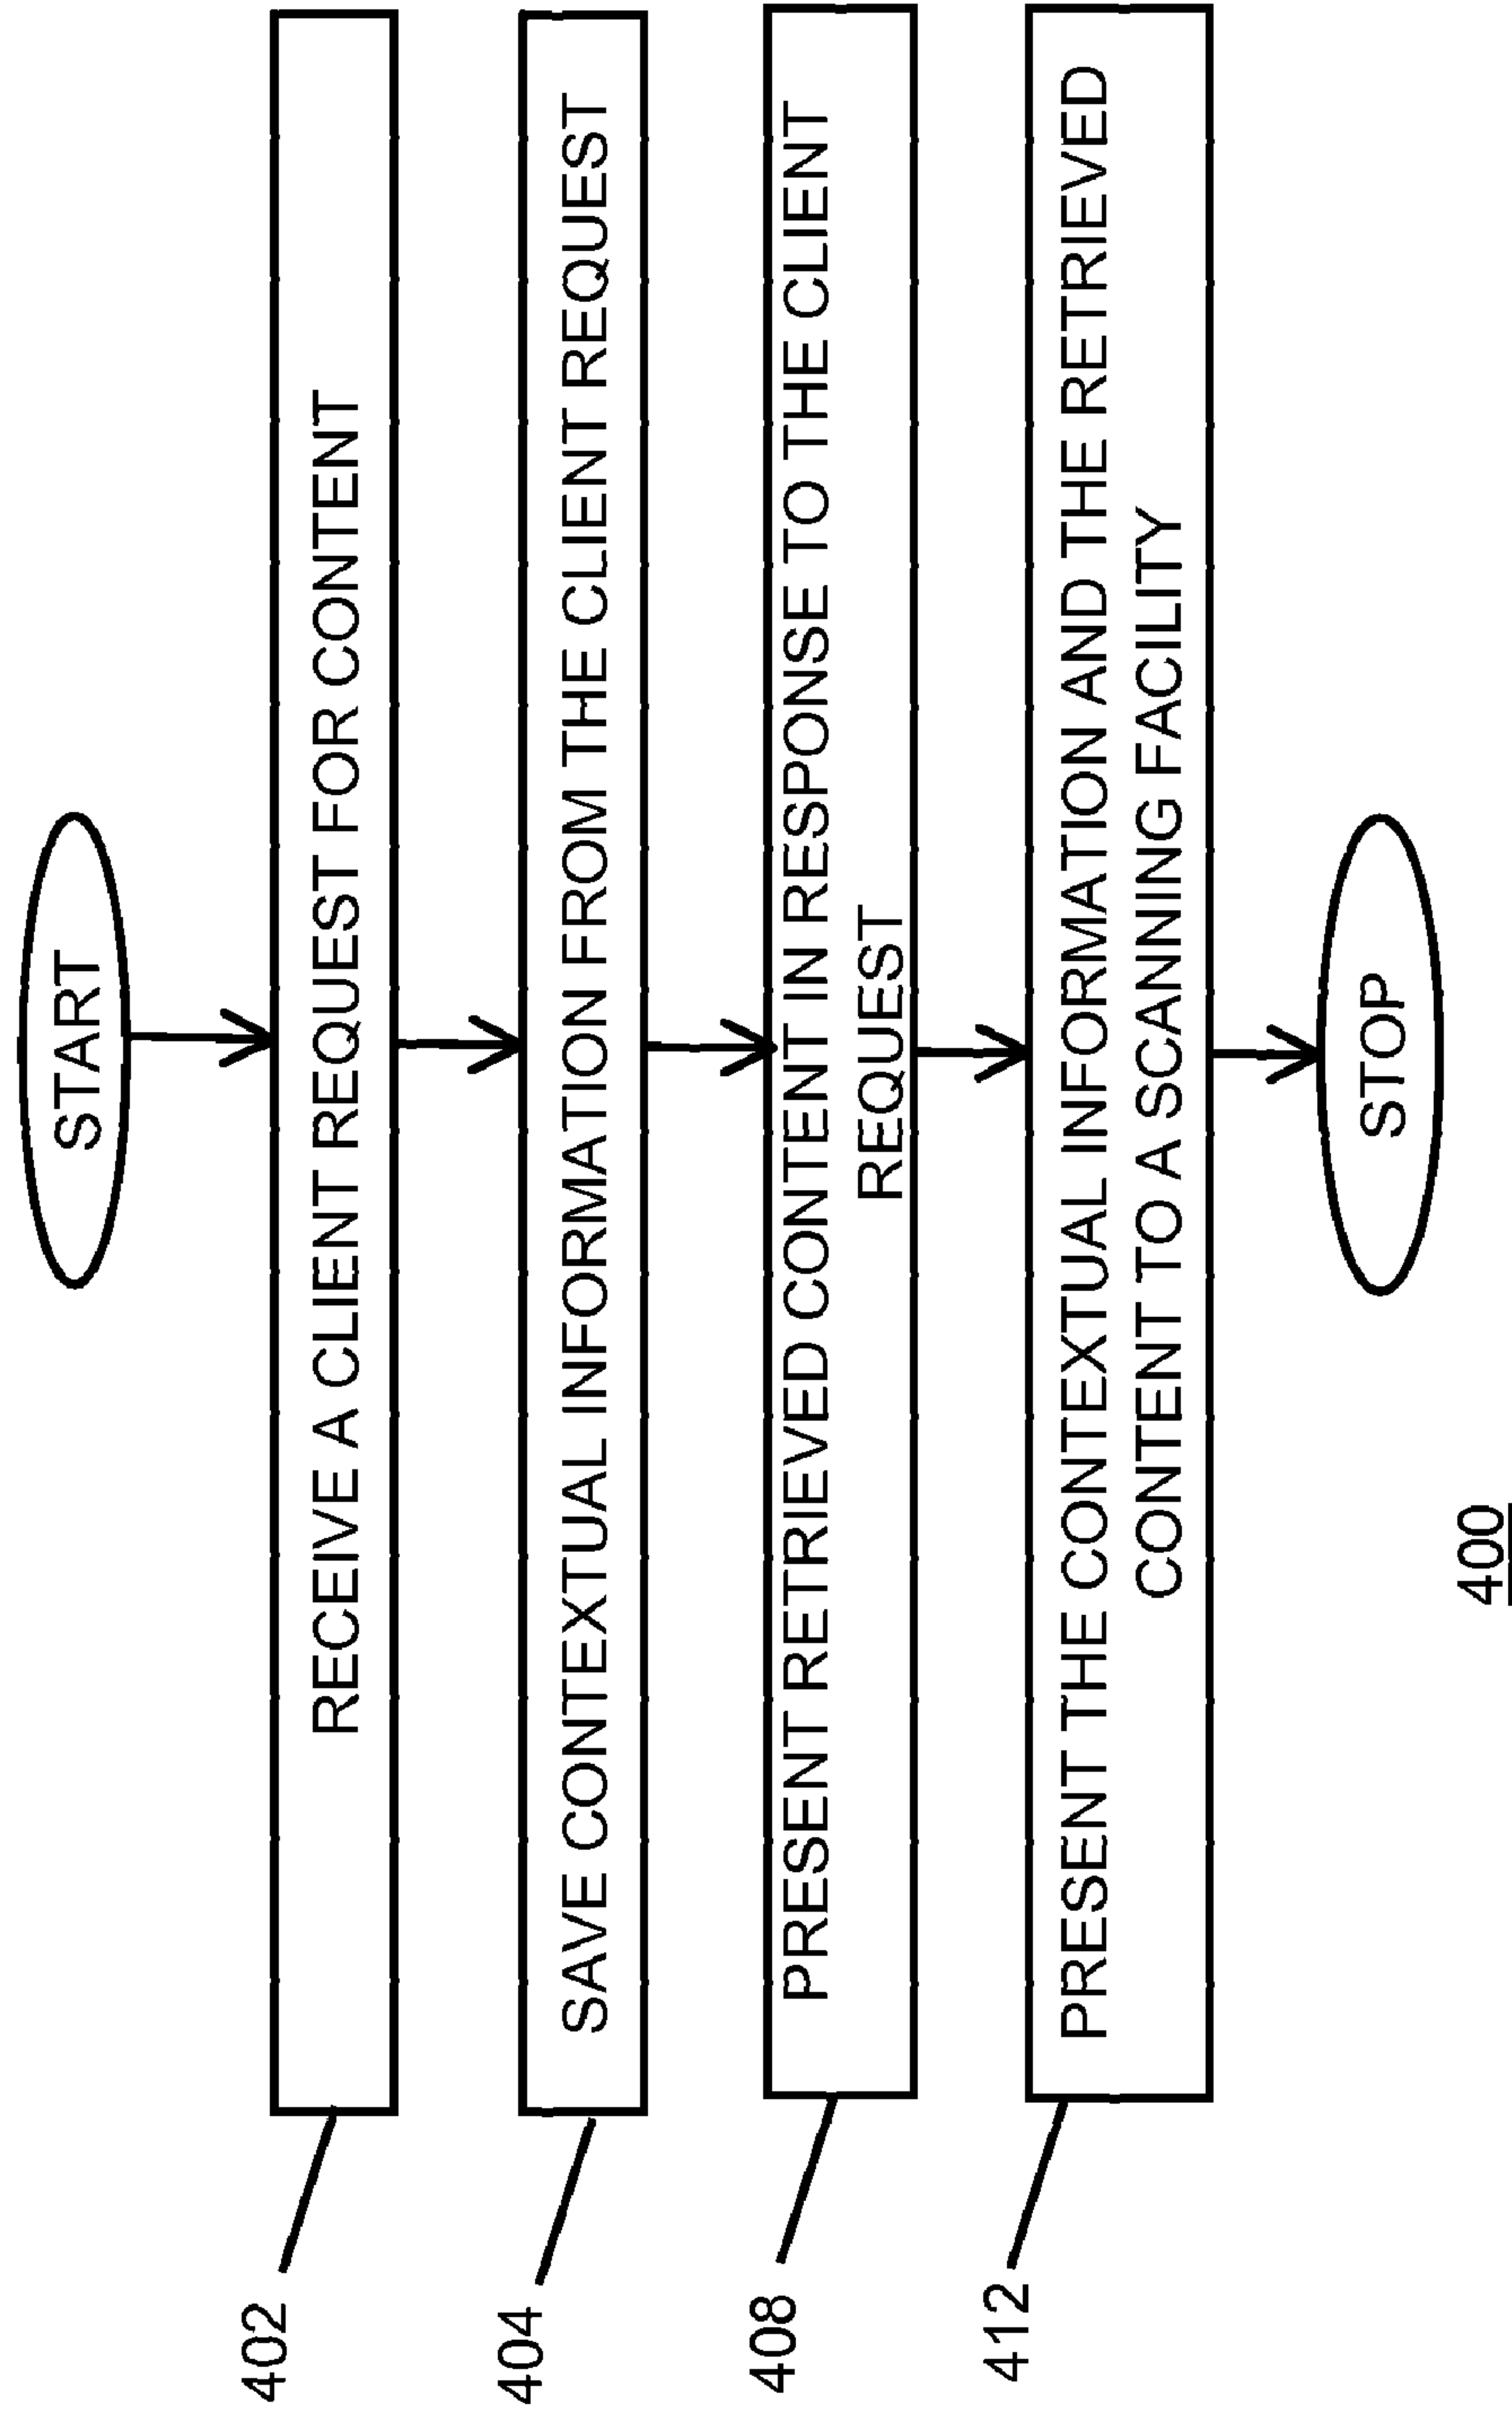 START
402
RECEIVE A CLIENT REQUEST FOR CONTENT
404
SAVE CONTEXTUAL INFORMATION FROM THE CLIENT REQUEST
408
PRESENT RETRIEVED CONTENT IN RESPONSE TO THE CLIENT
REQUEST
412
PRESENT THE CONTEXTUAL INFORMATION AND THE RETRIEVED
CONTENT TO A SCANNING FACILITY
STOP
400